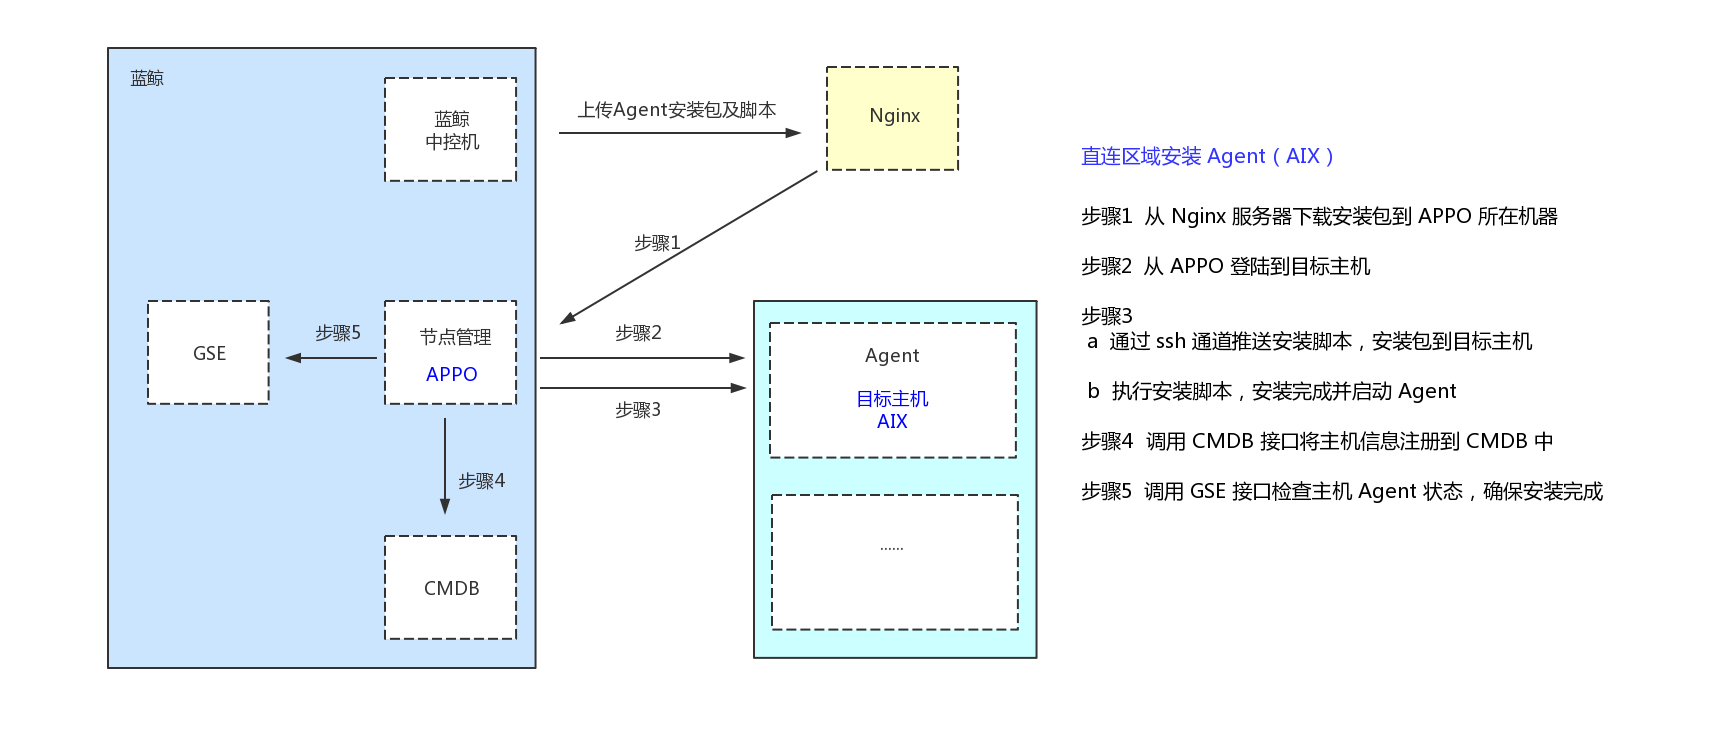 蓝鲸
蓝鲸
中控机
上传Agent安装包及脚本
Nginx
步骤1
GSE
步骤5
节点管理
APPO
步骤2
步骤3
Agent
目标主机
AIX
步骤4
CMDB
......
直连区域安装 Agent（AIX）
步骤1 从 Nginx 服务器下载安装包到 APPO 所在机器
步骤2 从 APPO 登陆到目标主机
步骤3
a 通过 ssh 通道推送安装脚本，安装包到目标主机
b 执行安装脚本，安装完成并启动 Agent
步骤4 调用 CMDB 接口将主机信息注册到 CMDB 中
步骤5 调用 GSE 接口检查主机 Agent 状态，确保安装完成